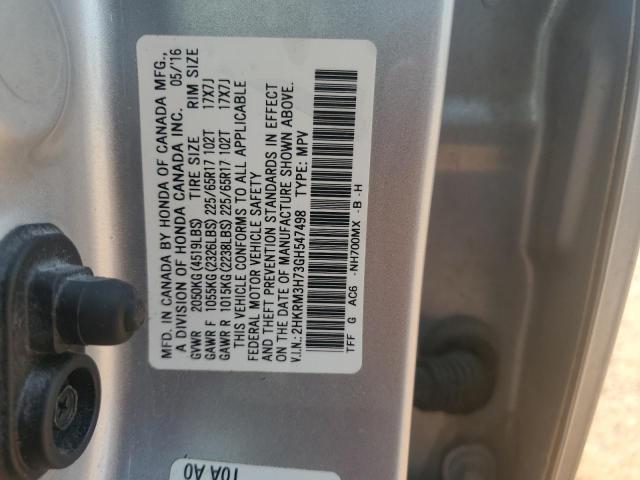 MFD. IN CANADA BY HONDA OF CANADA MFG.,
A DIVISION OF HONDA CANADA INC. 05/16
GVWR 2050KG(4519LBS) TIRE SIZE RIM SIZE
GAWR F 1055KG(2326LBS) 225/65R17 102T 17X7J
GAWR R 1015KG(2238LBS) 225/65R17 102T 17X7J
THIS VEHICLE CONFORMS TO ALL APPLICABLE
FEDERAL MOTOR VEHICLE SAFETY
AND THEFT PREVENTION STANDARDS IN EFFECT
ON THE DATE OF MANUFACTURE SHOWN ABOVE.
V.I.N.:2HKRM3H73GH547498 TYPE: MPV
TFF G AC6 -NH700MX -B -H
T0A A0